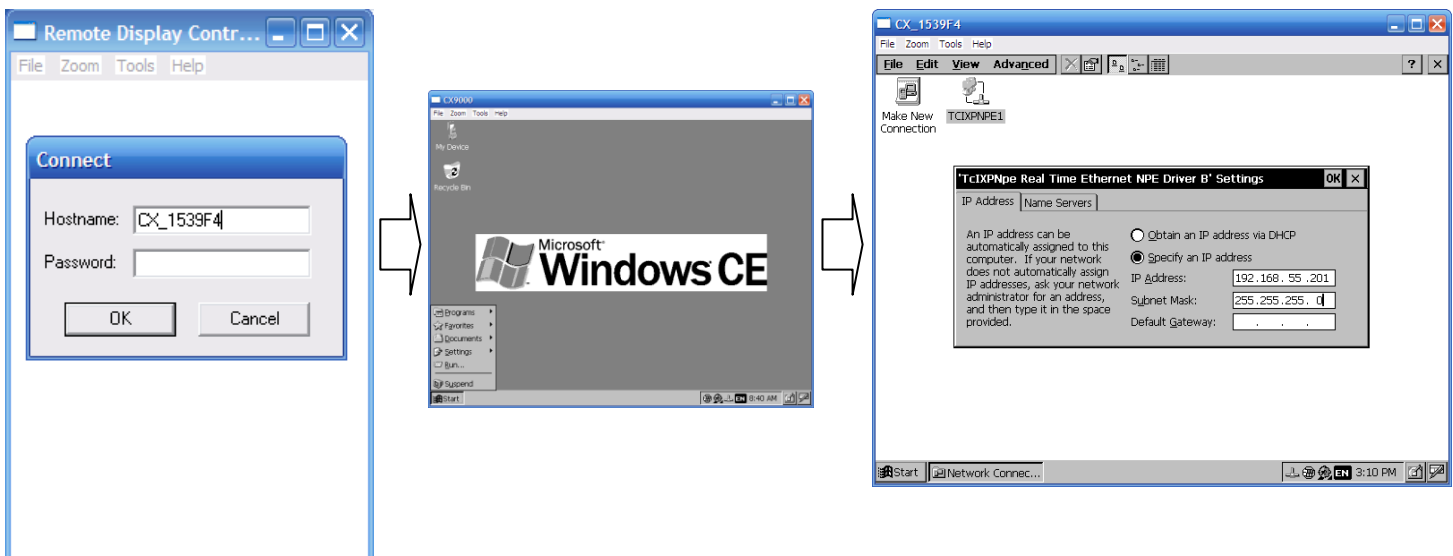 Remote Display Contr...
File Zoom Tools Help
Connect
Hostname: CX_1539F4
Password:
OK Cancel
CX9000
File Zoom Tools Help
My Device
Recycle Bin
Microsoft
Windows CE
Programs
Favorites
Documents
Settings
Run...
Suspend
Start EN 8:40 AM
CX_1539F4
File Zoom Tools Help
File Edit View Advanced ? ×
Make New
Connection
TCIXPNPE1
'TcIXPNpe Real Time Ethernet NPE Driver B' Settings OK ×
IP Address Name Servers
An IP address can be
automatically assigned to this
computer. If your network
does not automatically assign
IP addresses, ask your network
administrator for an address,
and then type it in the space
provided.
Obtain an IP address via DHCP
Specify an IP address
IP Address: 192.168. 55 .201
Subnet Mask: 255.255.255. 0
Default Gateway: . . .
Start Network Connec... EN 3:10 PM